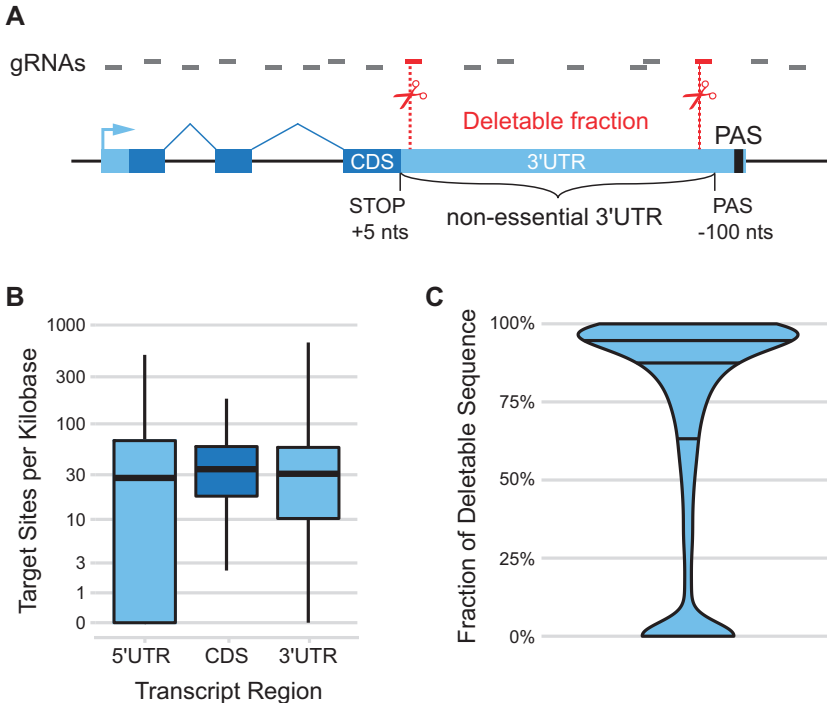 A
gRNAs
Deletable fraction
PAS
CDS
3'UTR
STOP
+5 nts
non-essential 3'UTR
PAS
-100 nts
B
Target Sites per Kilobase
1000
300
100
30
10
3
1
0
5'UTR
CDS
3'UTR
Transcript Region
C
Fraction of Deletable Sequence
100%
75%
50%
25%
0%